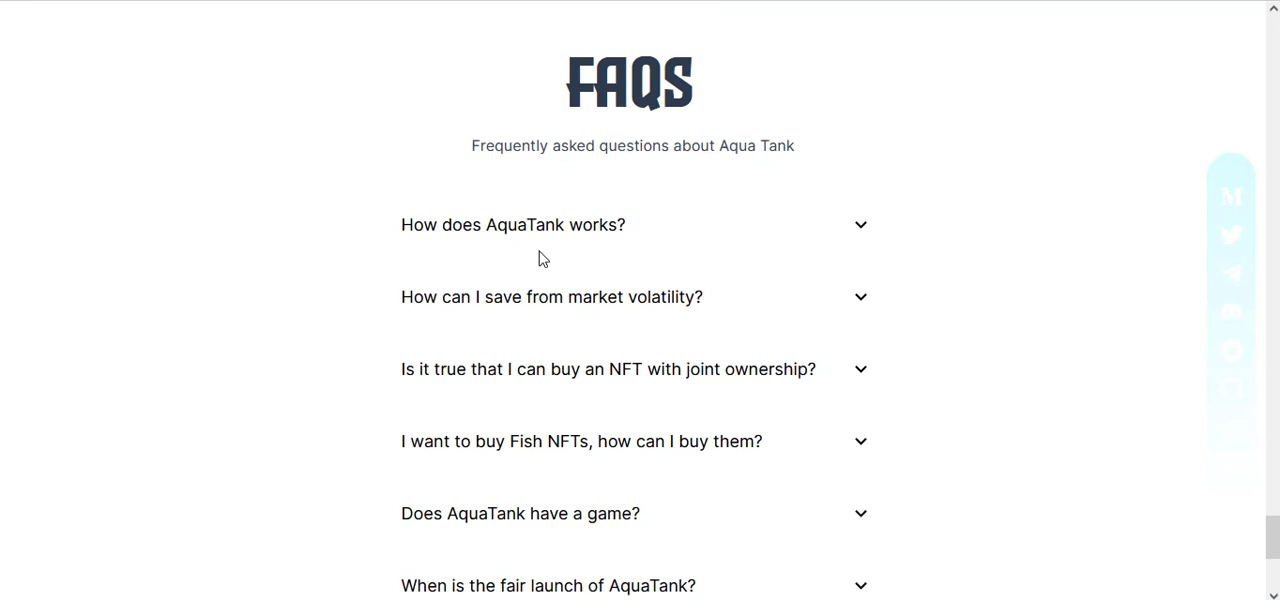 FAQS
Frequently asked questions about Aqua Tank
How does AquaTank works?
How can I save from market volatility?
Is it true that I can buy an NFT with joint ownership?
I want to buy Fish NFTs, how can I buy them?
Does AquaTank have a game?
When is the fair launch of AquaTank?